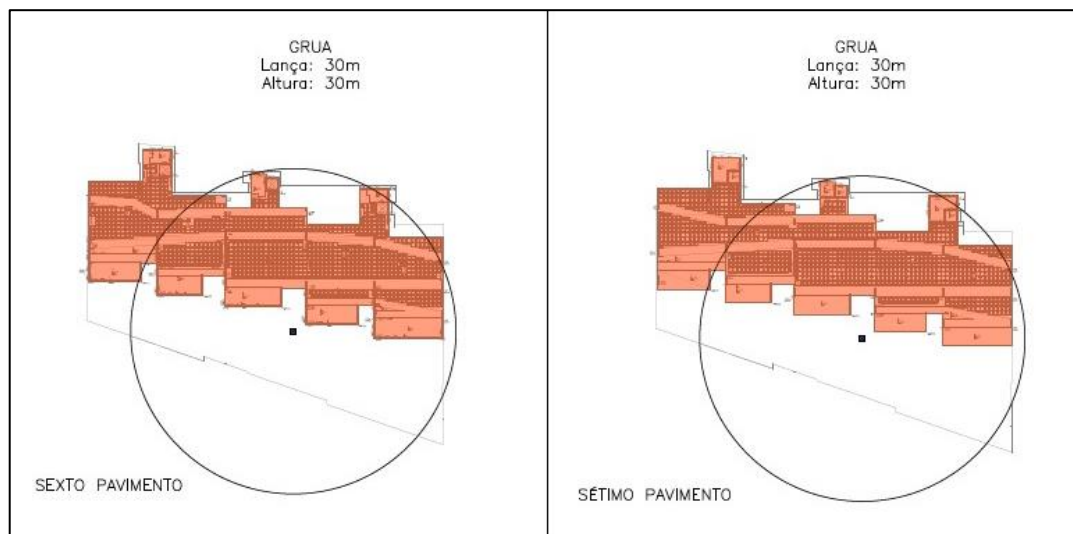 GRUA
Lança: 30m
Altura: 30m
SEXTO PAVIMENTO
GRUA
Lança: 30m
Altura: 30m
SÉTIMO PAVIMENTO